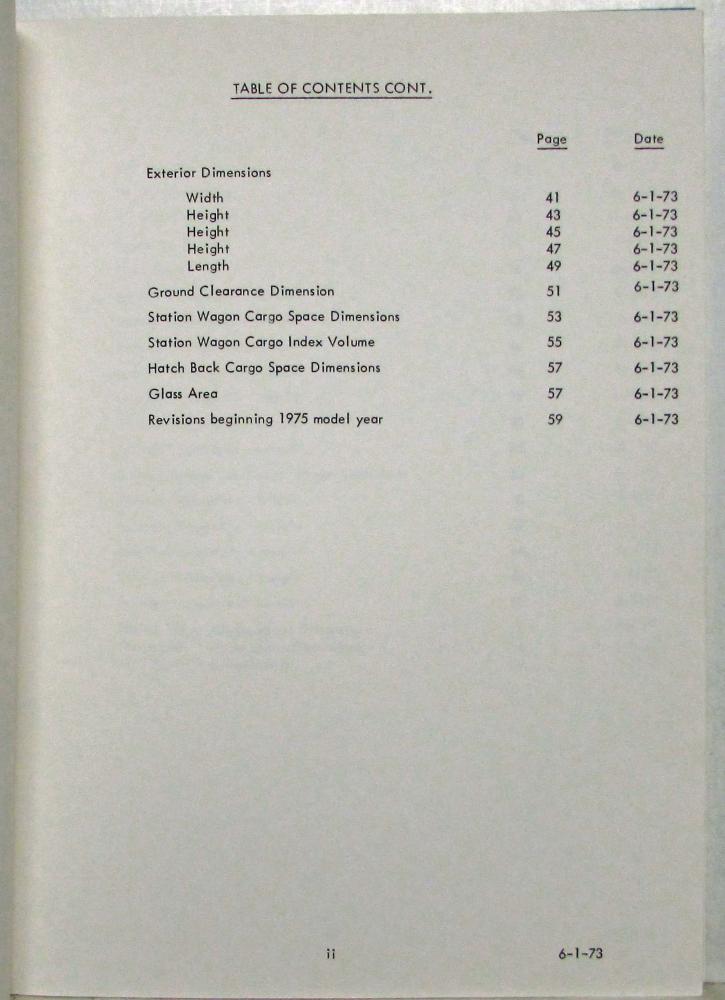 TABLE OF CONTENTS CONT.
Page Date
Exterior Dimensions
Width 41 6-1-73
Height 43 6-1-73
Height 45 6-1-73
Height 47 6-1-73
Length 49 6-1-73
Ground Clearance Dimension 51 6-1-73
Station Wagon Cargo Space Dimensions 53 6-1-73
Station Wagon Cargo Index Volume 55 6-1-73
Hatch Back Cargo Space Dimensions 57 6-1-73
Glass Area 57 6-1-73
Revisions beginning 1975 model year 59 6-1-73
ii 6-1-73